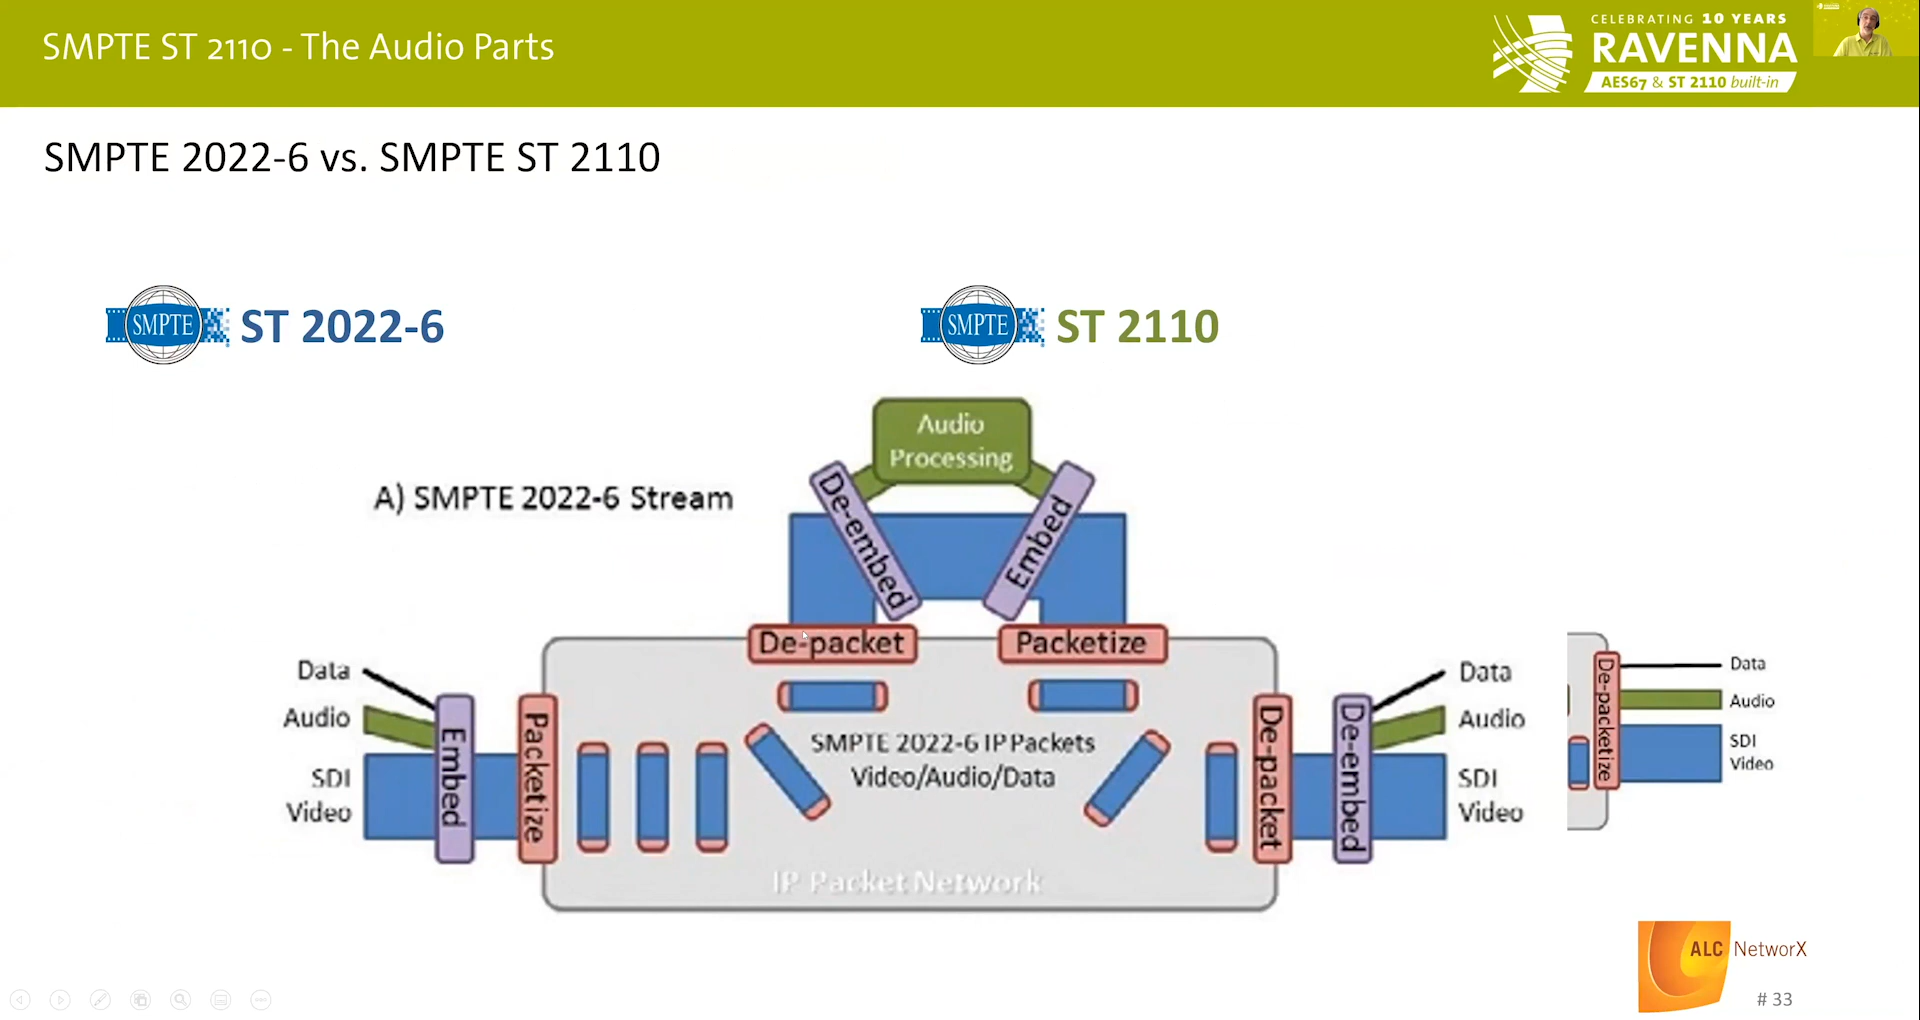 SMPTE ST 2110 - The Audio Parts
CELEBRATING 10 YEARS
RAVENNA
AES67 & ST 2110 built-in
SMPTE 2022-6 vs. SMPTE ST 2110
SMPTE ST 2022-6
SMPTE ST 2110
Audio
Processing
A) SMPTE 2022-6 Stream
De-embed
Embed
De-packet
Packetize
Data
Audio
SDI
Video
Embed
Packetize
SMPTE 2022-6 IP Packets
Video/Audio/Data
IP Packet Network
De-packet
De-embed
Data
Audio
SDI
Video
De-packetize
Data
Audio
SDI
Video
ALC NetworX
# 33